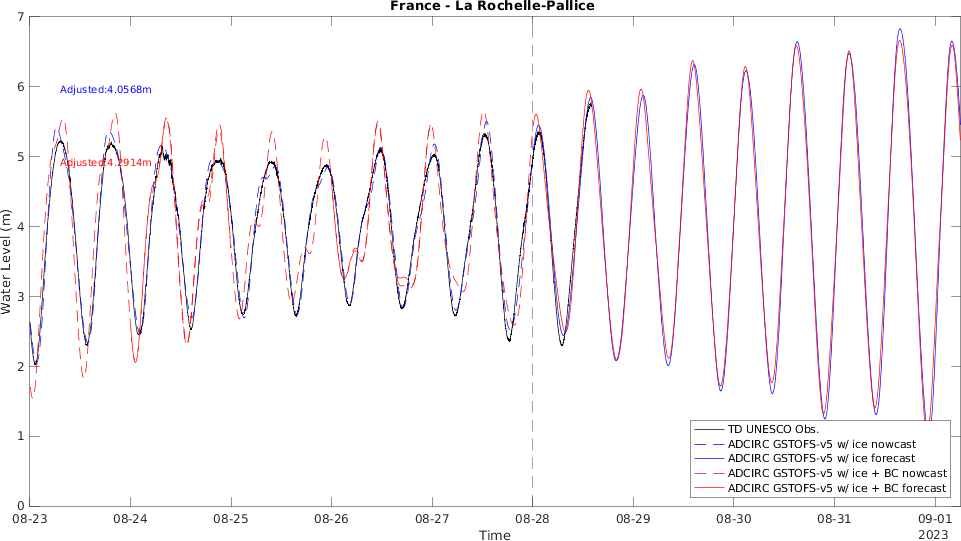 France - La Rochelle-Pallice
7
6
5
4
3
2
1
0
Water Level (m)
Adjusted:4.0568m
Adjusted:4.2914m
TD UNESCO Obs.
ADCIRC GSTOFS-v5 w/ ice nowcast
ADCIRC GSTOFS-v5 w/ ice forecast
ADCIRC GSTOFS-v5 w/ ice + BC nowcast
ADCIRC GSTOFS-v5 w/ ice + BC forecast
08-23 08-24 08-25 08-26 08-27 08-28 08-29 08-30 08-31 09-01
Time
2023